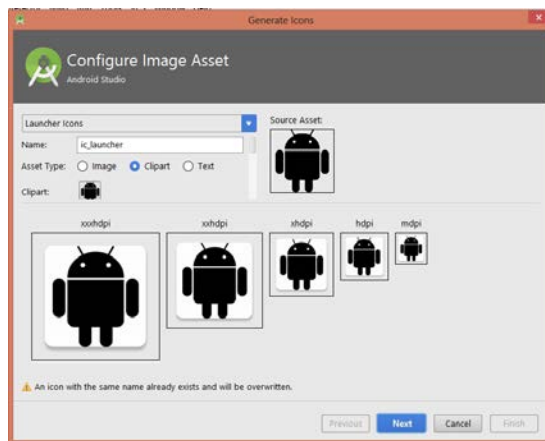 Generate Icons
Configure Image Asset
Android Studio
Launcher Icons
Source Asset:
Name: ic_launcher
Asset Type: Image Clipart Text
Clipart:
xxxhdpi xxhdpi xhdpi hdpi mdpi
An icon with the same name already exists and will be overwritten.
Previous Next Cancel Finish